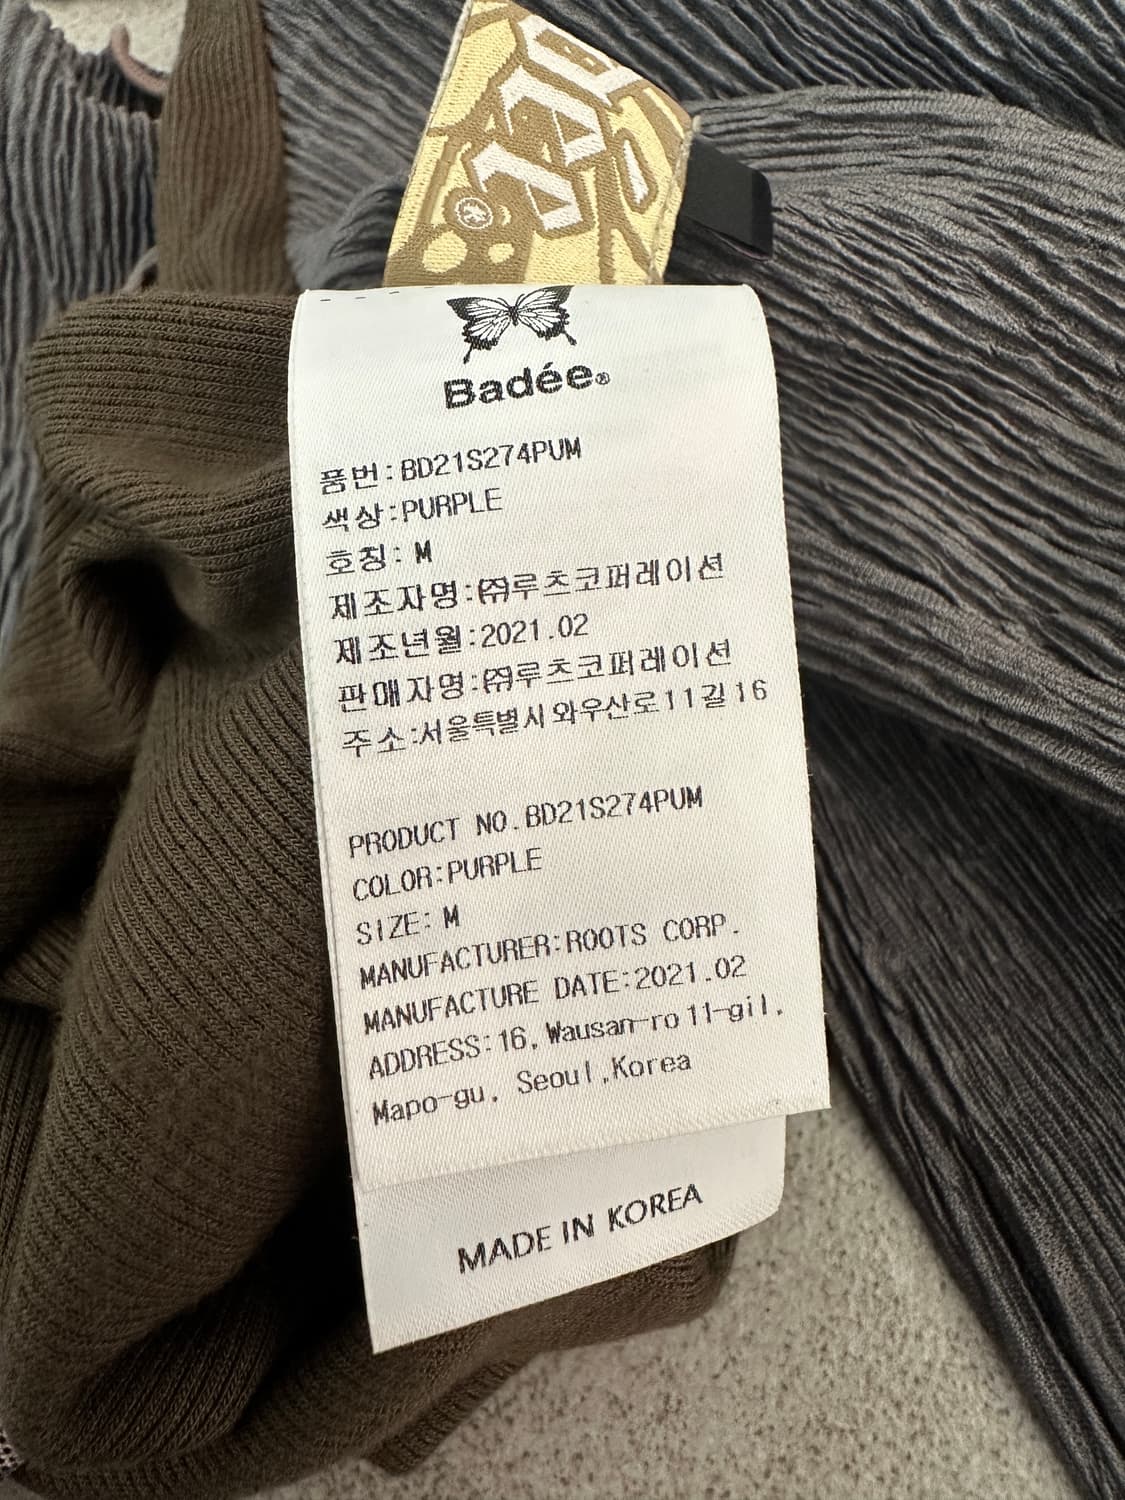 Badée®
품번:BD21S274PUM
색상:PURPLE
호칭: M
제조자명:㈜루츠코퍼레이션
제조년월:2021.02
판매자명:㈜루츠코퍼레이션
주소:서울특별시 와우산로 11길 16
PRODUCT NO.BD21S274PUM
COLOR:PURPLE
SIZE: M
MANUFACTURER:ROOTS CORP.
MANUFACTURE DATE:2021.02
ADDRESS:16, Wausan-ro 11-gil,
Mapo-gu, Seoul,Korea
MADE IN KOREA